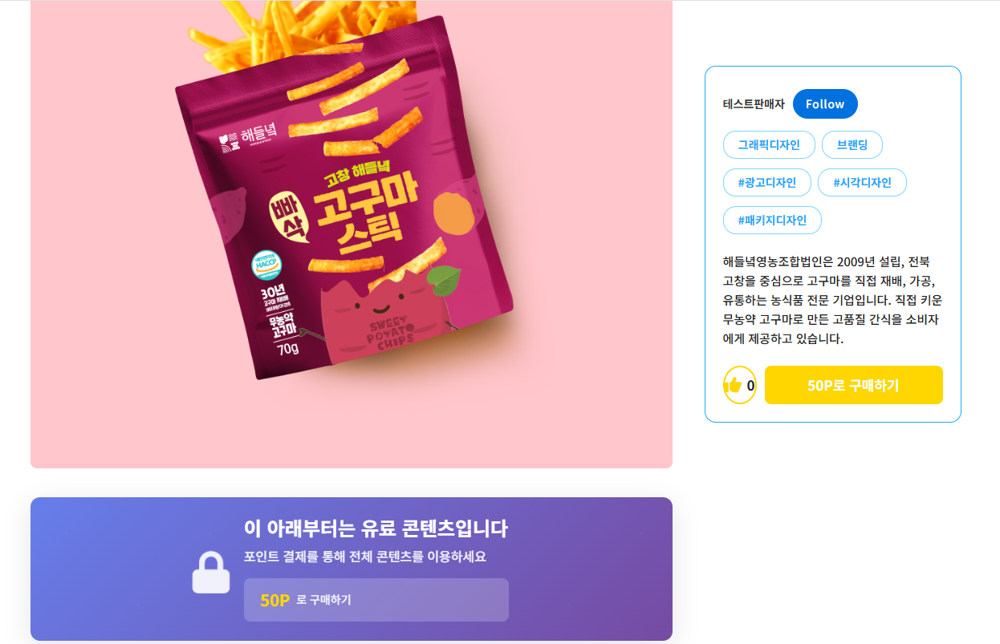 해들녘
고창 해들녘
빠삭
고구마
스틱
HACCP
30년
고구마 재배
무농약
고구마
70g
SWEET
POTATO
CHIPS
테스트판매자 Follow
그래픽디자인 브랜딩
#광고디자인 #시각디자인
#패키지디자인
해들녘영농조합법인은 2009년 설립, 전북
고창을 중심으로 고구마를 직접 재배, 가공,
유통하는 농식품 전문 기업입니다. 직접 키운
무농약 고구마로 만든 고품질 간식을 소비자
에게 제공하고 있습니다.
0 50P로 구매하기
이 아래부터는 유료 콘텐츠입니다
포인트 결제를 통해 전체 콘텐츠를 이용하세요
50P 로 구매하기